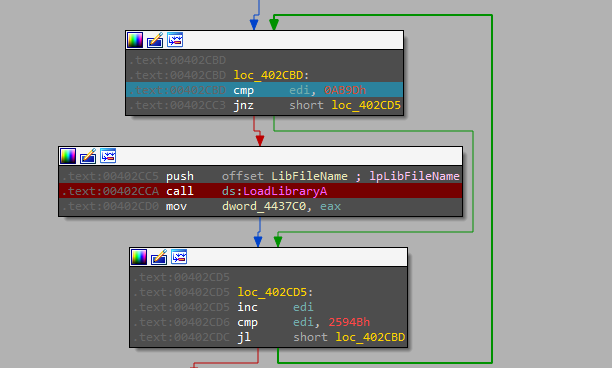 .text:00402CBD
.text:00402CBD loc_402CBD:
.text:00402CBD cmp edi, 0A89Dh
.text:00402CC3 jnz short loc_402CD5
.text:00402CC5 push offset LibFileName ; lpLibFileName
.text:00402CCA call ds:LoadLibraryA
.text:00402CD0 mov dword_4437C0, eax
.text:00402CD5
.text:00402CD5 loc_402CD5:
.text:00402CD5 inc edi
.text:00402CD6 cmp edi, 2594Bh
.text:00402CDC jl short loc_402CBD